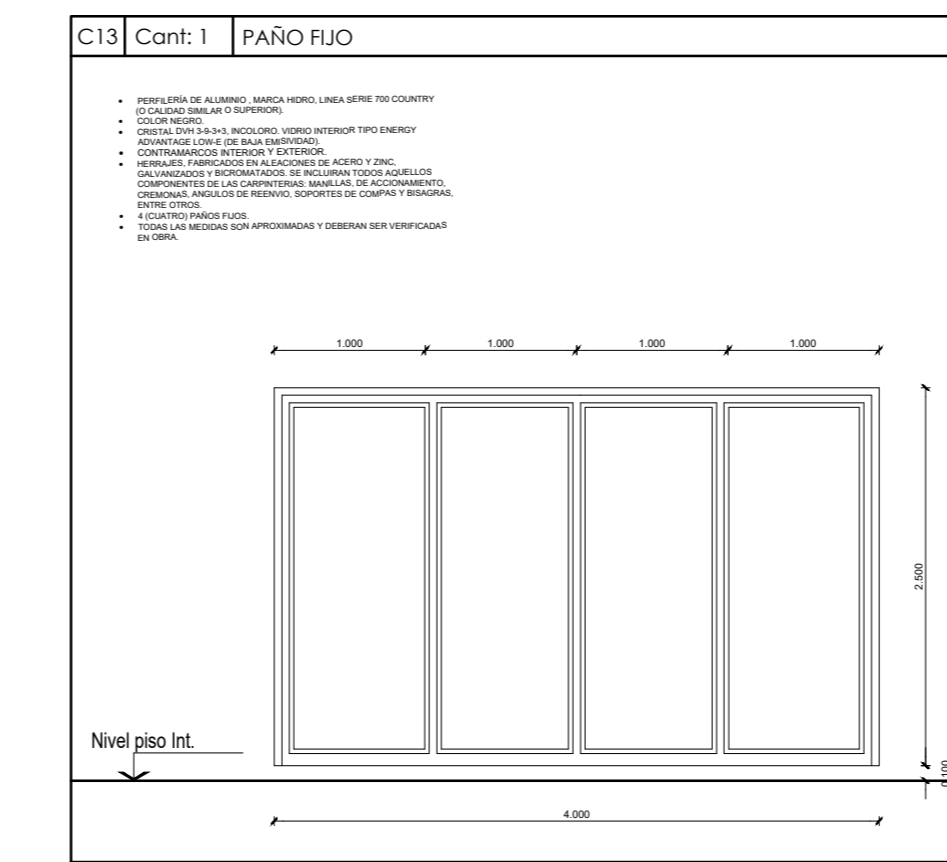 C13 Cant: 1 PAÑO FIJO
• PERFILERÍA DE ALUMINIO , MARCA HIDRO, LINEA SERIE 700 COUNTRY
(O CALIDAD SIMILAR O SUPERIOR).
• COLOR NEGRO.
• CRISTAL DVH 3-9-3+3, INCOLORO. VIDRIO INTERIOR TIPO ENERGY
ADVANTAGE LOW-E (DE BAJA EMISIVIDAD).
• CONTRAMARCOS INTERIOR Y EXTERIOR.
• HERRAJES, FABRICADOS EN ALEACIONES DE ACERO Y ZINC,
GALVANIZADOS Y BICROMATADOS. SE INCLUIRAN TODOS AQUELLOS
COMPONENTES DE LAS CARPINTERIAS: MANILLAS, DE ACCIONAMIENTO,
CREMONAS, ANGULOS DE REENVIO, SOPORTES DE COMPAS Y BISAGRAS,
ENTRE OTROS.
• 4 (CUATRO) PAÑOS FIJOS.
• TODAS LAS MEDIDAS SON APROXIMADAS Y DEBERAN SER VERIFICADAS
EN OBRA.
1.000 1.000 1.000 1.000
2.500
Nivel piso Int.
0.100
4.000